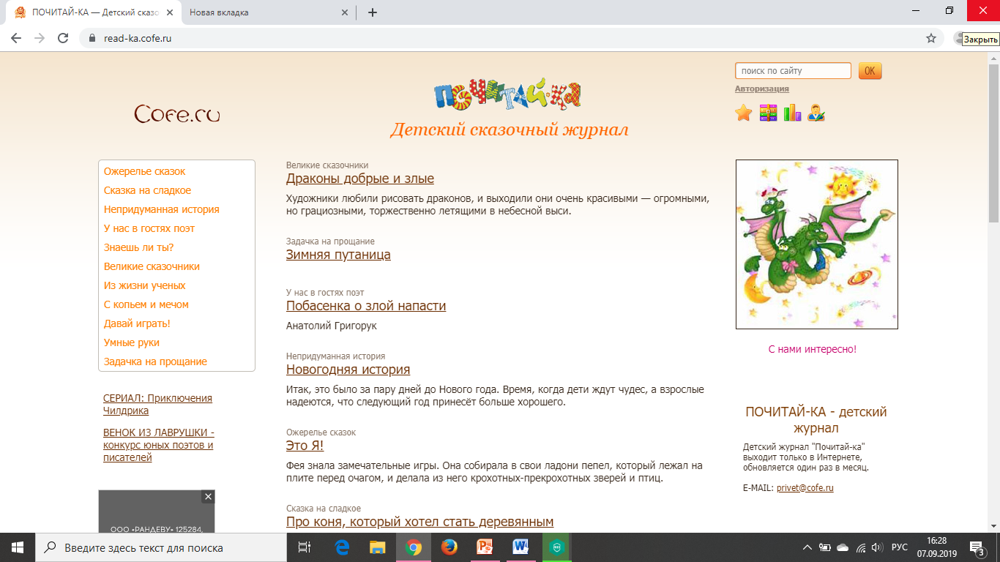 ПОЧИТАЙ-КА — Детский сказо
Новая вкладка
read-ka.cofe.ru
Закрыть
поиск по сайту
OK
Авторизация
Cofe.ru
ПОЧИТАЙ-КА
Детский сказочный журнал
Ожерелье сказок
Сказка на сладкое
Непридуманная история
У нас в гостях поэт
Знаешь ли ты?
Великие сказочники
Из жизни ученых
С копьем и мечом
Давай играть!
Умные руки
Задачка на прощание
СЕРИАЛ: Приключения
Чилдрика
ВЕНОК ИЗ ЛАВРУШКИ -
конкурс юных поэтов и
писателей
ООО «РАНДЕВУ» 125284,
Великие сказочники
Драконы добрые и злые
Художники любили рисовать драконов, и выходили они очень красивыми — огромными,
но грациозными, торжественно летящими в небесной выси.
Задачка на прощание
Зимняя путаница
У нас в гостях поэт
Побасенка о злой напасти
Анатолий Григорук
Непридуманная история
Новогодняя история
Итак, это было за пару дней до Нового года. Время, когда дети ждут чудес, а взрослые
надеются, что следующий год принесёт больше хорошего.
Ожерелье сказок
Это Я!
Фея знала замечательные игры. Она собирала в свои ладони пепел, который лежал на
плите перед очагом, и делала из него крохотных-прекрохотных зверей и птиц.
Сказка на сладкое
Про коня, который хотел стать деревянным
С нами интересно!
ПОЧИТАЙ-КА - детский
журнал
Детский журнал "Почитай-ка"
выходит только в Интернете,
обновляется один раз в месяц.
E-MAIL: privet@cofe.ru
Введите здесь текст для поиска
РУС
16:28
07.09.2019
3